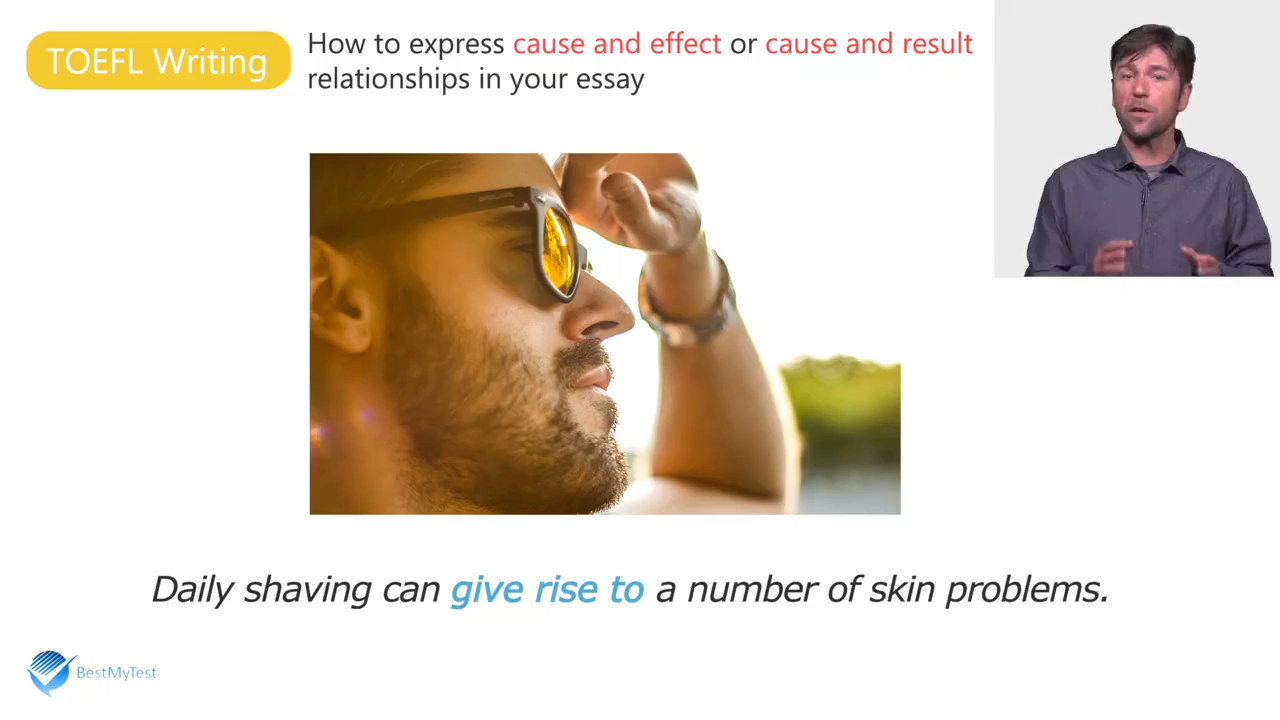 TOEFL Writing
How to express cause and effect or cause and result
relationships in your essay
Daily shaving can give rise to a number of skin problems.
BestMyTest